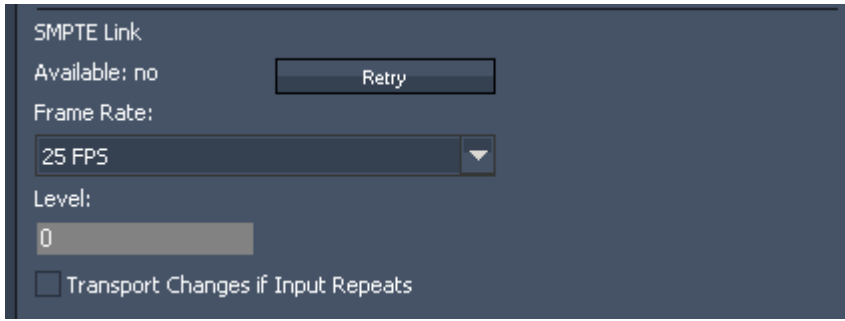 SMPTE Link
Available: no Retry
Frame Rate:
25 FPS
Level:
0
Transport Changes if Input Repeats